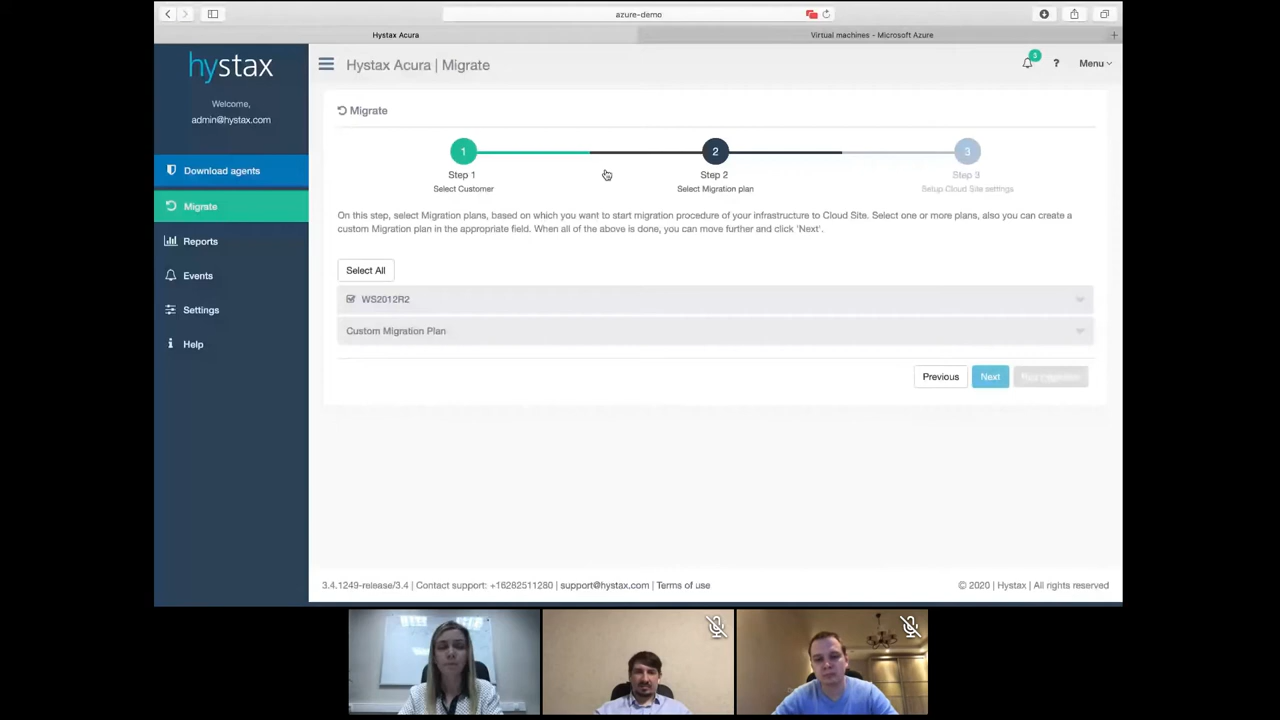 azure-demo
Hystax Acura
Virtual machines - Microsoft Azure
hystax
Welcome,
admin@hystax.com
Download agents
Migrate
Reports
Events
Settings
Help
Hystax Acura | Migrate
3
?
Menu
Migrate
1
2
3
Step 1
Step 2
Step 3
Select Customer
Select Migration plan
Setup Cloud Site settings
On this step, select Migration plans, based on which you want to start migration procedure of your infrastructure to Cloud Site. Select one or more plans, also you can create a
custom Migration plan in the appropriate field. When all of the above is done, you can move further and click 'Next'.
Select All
WS2012R2
Custom Migration Plan
Previous
Next
3.4.1249-release/3.4 | Contact support: +16282511280 | support@hystax.com | Terms of use
© 2020 | Hystax | All rights reserved